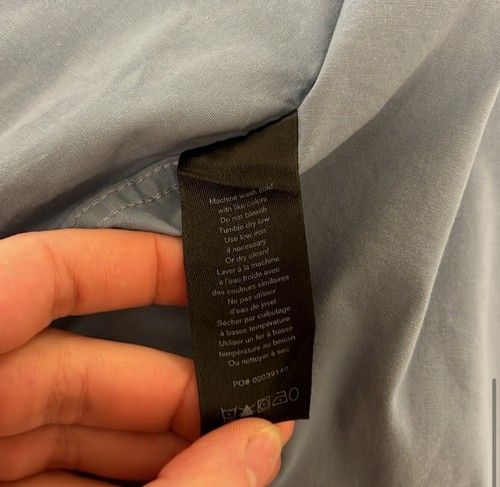 Machine wash cold
with like colors
Do not bleach
Tumble dry low
Use low iron
if necessary
Or dry clean/
Laver à la machine
à l'eau froide avec
des couleurs similaires
Ne pas utiliser
d'eau de javel
Sécher par culbutage
à basse température
Utiliser un fer à basse
température au besoin
Ou nettoyer à sec
PO# 00039140